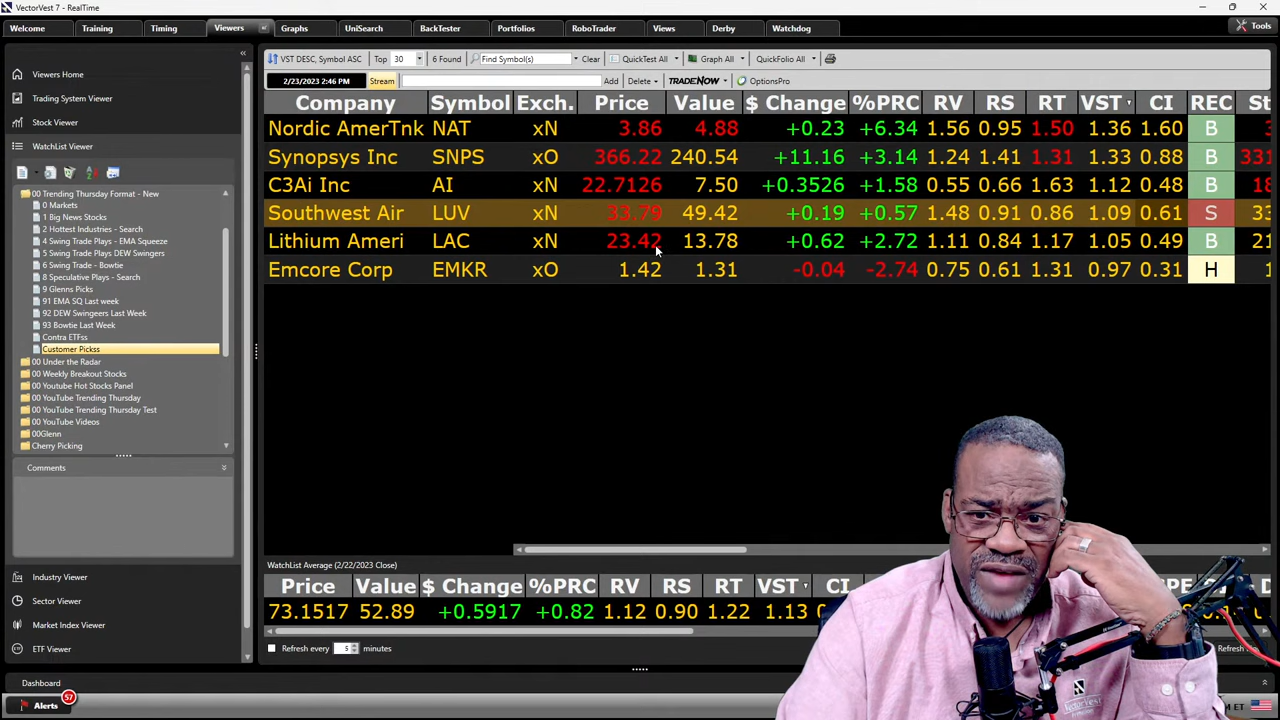 VectorVest 7 - RealTime
Welcome Training Timing Viewers Graphs UniSearch BackTester Portfolios RoboTrader Views Derby Watchdog Tools
VST DESC, Symbol ASC Top 30 6 Found Find Symbol(s) Clear QuickTest All Graph All QuickFolio All
2/23/2023 2:46 PM Stream Add Delete TRADENOW OptionsPro
Viewers Home
Trading System Viewer
Stock Viewer
WatchList Viewer
00 Trending Thursday Format - New
0 Markets
1 Big News Stocks
2 Hottest Industries - Search
4 Swing Trade Plays - EMA Squeeze
5 Swing Trade Plays DEW Swingers
6 Swing Trade - Bowtie
8 Speculative Plays - Search
9 Glenns Picks
91 EMA SQ Last week
92 DEW Swingeers Last Week
93 Bowtie Last Week
Contra ETFss
Customer Pickss
00 Under the Radar
00 Weekly Breakout Stocks
00 Youtube Hot Stocks Panel
00 YouTube Trending Thursday
00 YouTube Trending Thursday Test
00 YouTube Videos
00Glenn
Cherry Picking
Comments
Industry Viewer
Sector Viewer
Market Index Viewer
ETF Viewer
Company Symbol Exch. Price Value $ Change %PRC RV RS RT VST CI REC St
Nordic AmerTnk NAT xN 3.86 4.88 +0.23 +6.34 1.56 0.95 1.50 1.36 1.60 B
Synopsys Inc SNPS xO 366.22 240.54 +11.16 +3.14 1.24 1.41 1.31 1.33 0.88 B 331
C3Ai Inc AI xN 22.7126 7.50 +0.3526 +1.58 0.55 0.66 1.63 1.12 0.48 B 18
Southwest Air LUV xN 33.79 49.42 +0.19 +0.57 1.48 0.91 0.86 1.09 0.61 S 33
Lithium Ameri LAC xN 23.42 13.78 +0.62 +2.72 1.11 0.84 1.17 1.05 0.49 B 21
Emcore Corp EMKR xO 1.42 1.31 -0.04 -2.74 0.75 0.61 1.31 0.97 0.31 H
WatchList Average (2/22/2023 Close)
Price Value $ Change %PRC RV RS RT VST CI
73.1517 52.89 +0.5917 +0.82 1.12 0.90 1.22 1.13
Refresh every 5 minutes
Dashboard
Alerts 57
VectorVest
ET